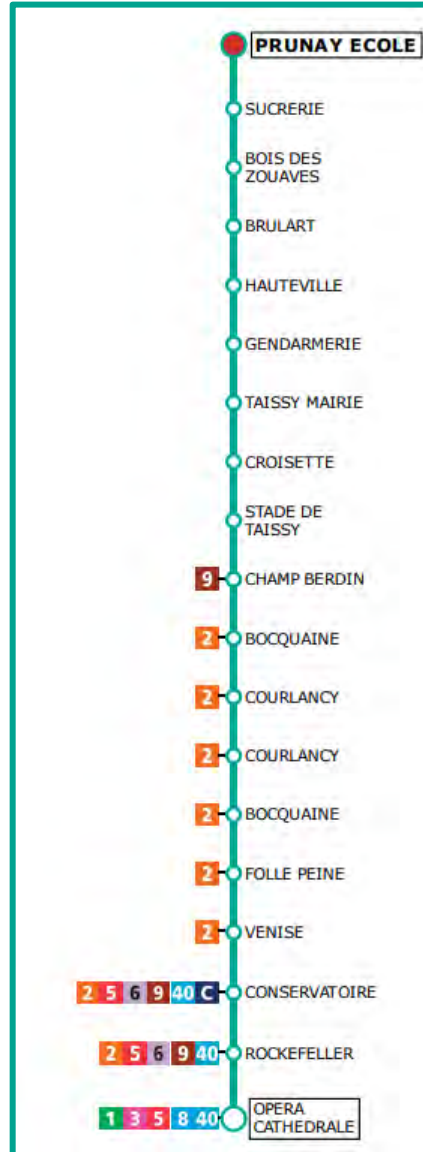 PRUNAY ECOLE
SUCRERIE
BOIS DES
ZOUAVES
BRULART
HAUTEVILLE
GENDARMERIE
TAISSY MAIRIE
CROISETTE
STADE DE
TAISSY
9 CHAMP BERDIN
2 BOCQUAINE
2 COURLANCY
2 COURLANCY
2 BOCQUAINE
2 FOLLE PEINE
2 VENISE
2 5 6 9 40 C CONSERVATOIRE
2 5 6 9 40 ROCKEFELLER
1 3 5 8 40 OPERA
CATHEDRALE